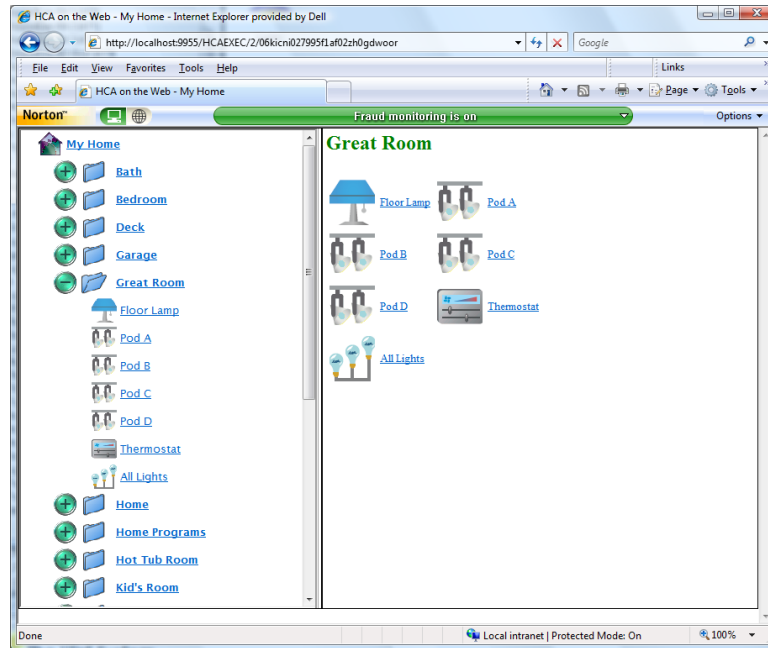 HCA on the Web - My Home - Internet Explorer provided by Dell
http://localhost:9955/HCAEXEC/2/06kicni027995f1af02zh0gdwoor
Google
File Edit View Favorites Tools Help
Links
HCA on the Web - My Home
Page Tools
Norton™
Fraud monitoring is on
Options
My Home
Bath
Bedroom
Deck
Garage
Great Room
Floor Lamp
Pod A
Pod B
Pod C
Pod D
Thermostat
All Lights
Home
Home Programs
Hot Tub Room
Kid's Room
Great Room
Floor Lamp Pod A
Pod B Pod C
Pod D Thermostat
All Lights
Done
Local intranet | Protected Mode: On
100%